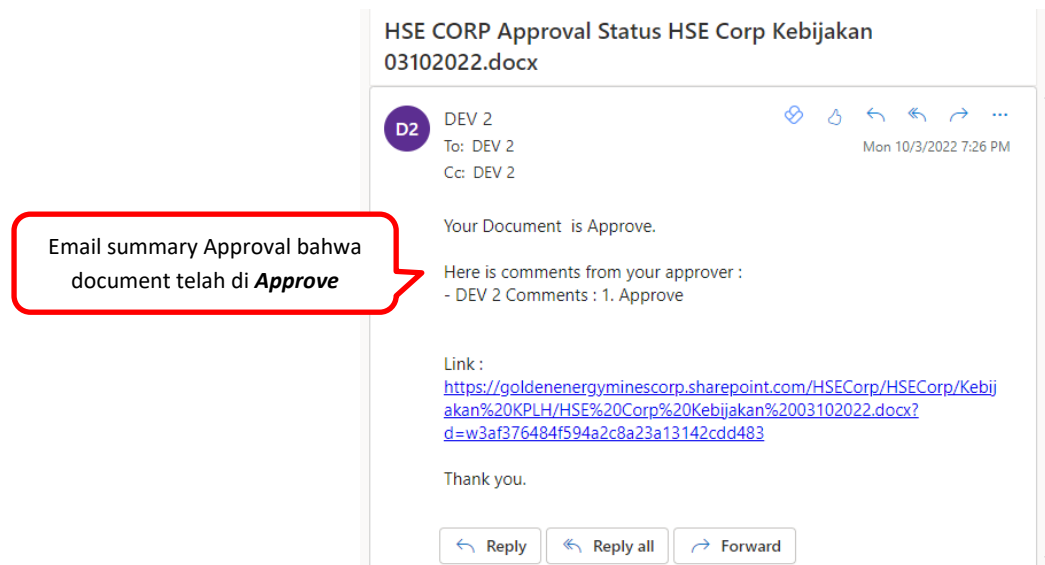 HSE CORP Approval Status HSE Corp Kebijakan
03102022.docx
D2
DEV 2
To: DEV 2
Mon 10/3/2022 7:26 PM
Cc: DEV 2
Your Document  is Approve.
Email summary Approval bahwa
document telah di Approve
Here is comments from your approver :
- DEV 2 Comments : 1. Approve
Link :
https://goldenenergyminescorp.sharepoint.com/HSECorp/HSECorp/Kebij
akan%20KPLH/HSE%20Corp%20Kebijakan%2003102022.docx?
d=w3af376484f594a2c8a23a13142cdd483
Thank you.
Reply
Reply all
Forward